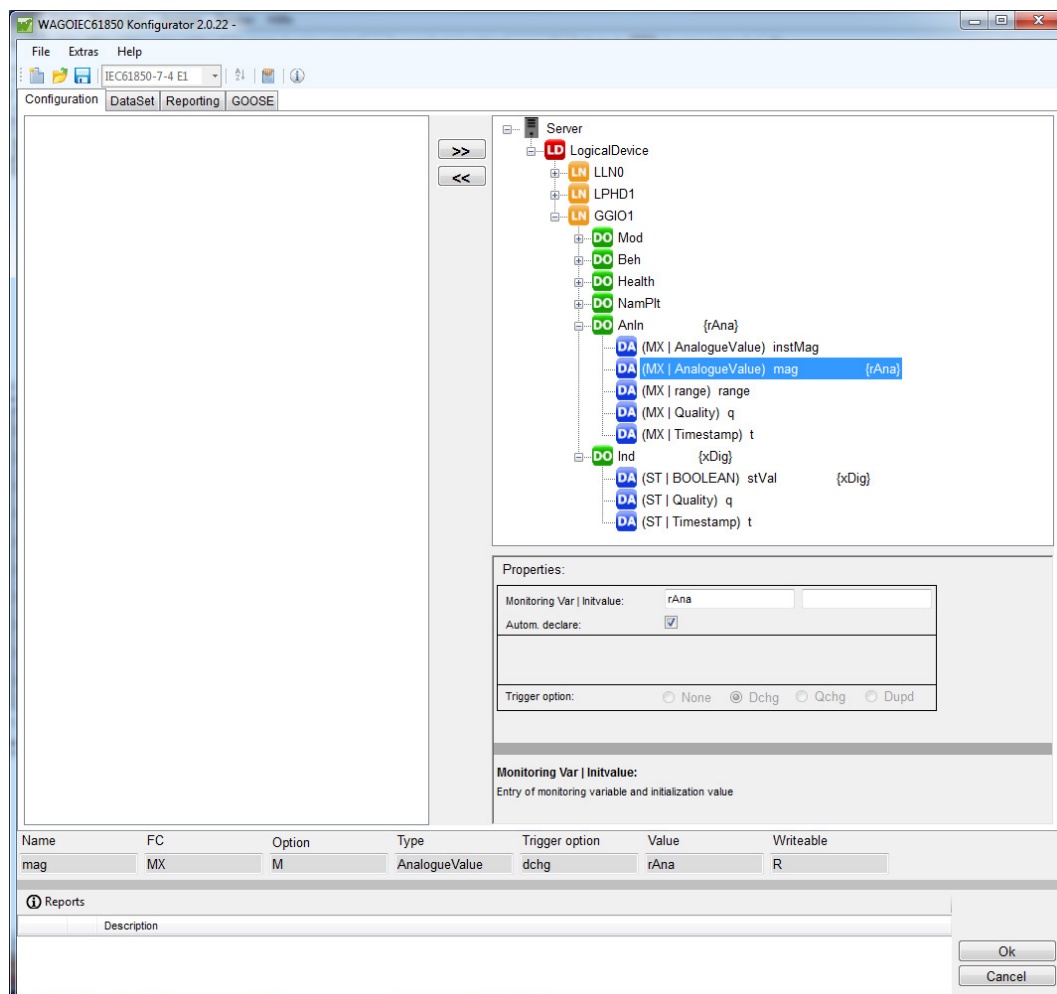 WAGOIEC61850 Konfigurator 2.0.22 -
File Extras Help
IEC61850-7-4 E1
Configuration DataSet Reporting GOOSE
>>
<<
Server
LD LogicalDevice
LN LLN0
LN LPHD1
LN GGIO1
DO Mod
DO Beh
DO Health
DO NamPlt
DO AnIn {rAna}
DA (MX | AnalogueValue) instMag
DA (MX | AnalogueValue) mag {rAna}
DA (MX | range) range
DA (MX | Quality) q
DA (MX | Timestamp) t
DO Ind {xDig}
DA (ST | BOOLEAN) stVal {xDig}
DA (ST | Quality) q
DA (ST | Timestamp) t
Properties:
Monitoring Var | Initvalue: rAna
Autom. declare:
Trigger option: None Dchg Qchg Dupd
Monitoring Var | Initvalue:
Entry of monitoring variable and initialization value
Name FC Option Type Trigger option Value Writeable
mag MX M AnalogueValue dchg rAna R
Reports
Description
Ok
Cancel